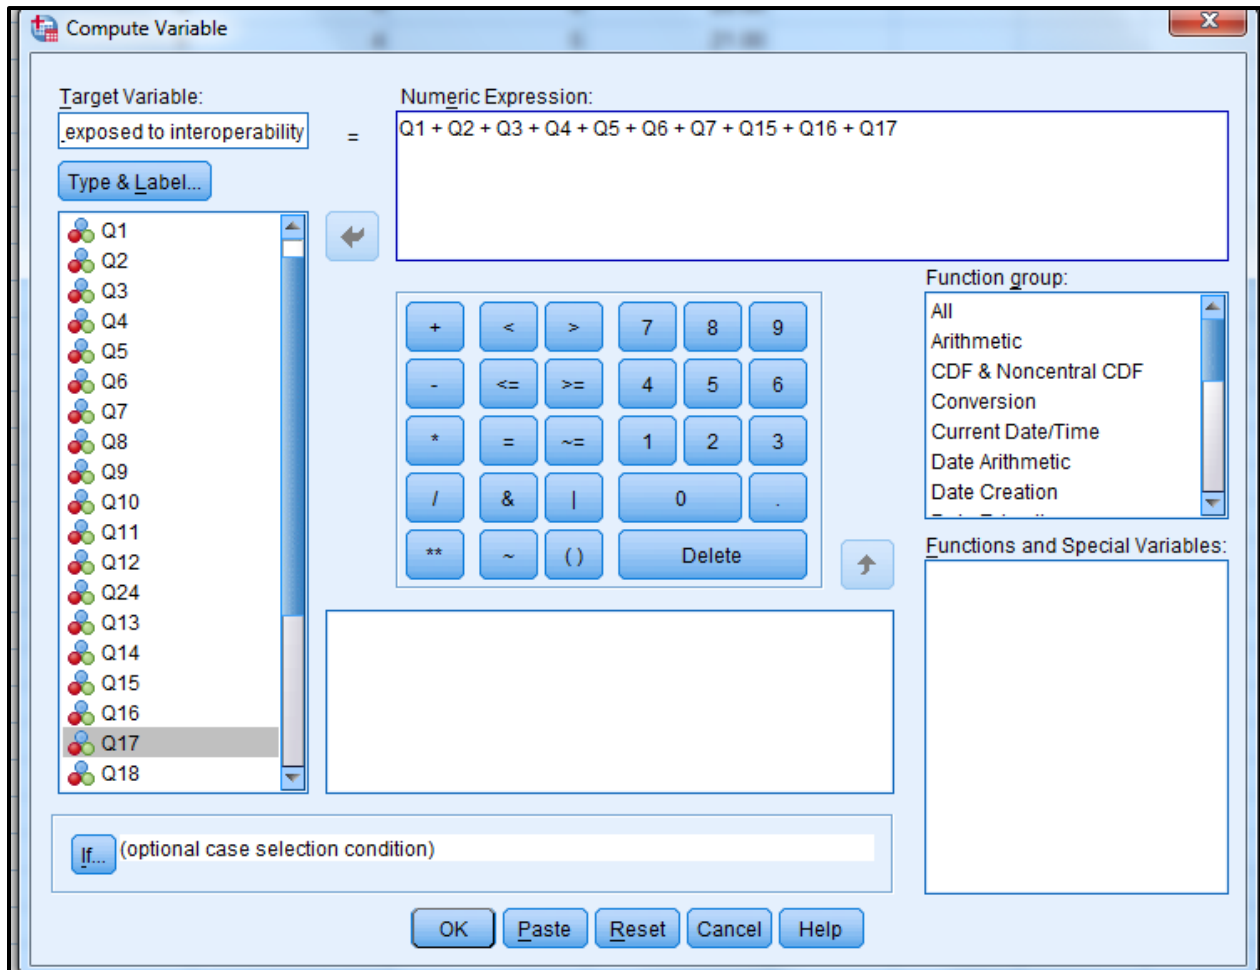 Compute Variable
Target Variable:
_exposed to interoperability
=
Numeric Expression:
Q1 + Q2 + Q3 + Q4 + Q5 + Q6 + Q7 + Q15 + Q16 + Q17
Type & Label...
Q1
Q2
Q3
Q4
Q5
Q6
Q7
Q8
Q9
Q10
Q11
Q12
Q24
Q13
Q14
Q15
Q16
Q17
Q18
+ < > 7 8 9
- <= >= 4 5 6
* = ~= 1 2 3
/ & | 0 .
** ~ ( ) Delete
Function group:
All
Arithmetic
CDF & Noncentral CDF
Conversion
Current Date/Time
Date Arithmetic
Date Creation
Functions and Special Variables:
If... (optional case selection condition)
OK Paste Reset Cancel Help